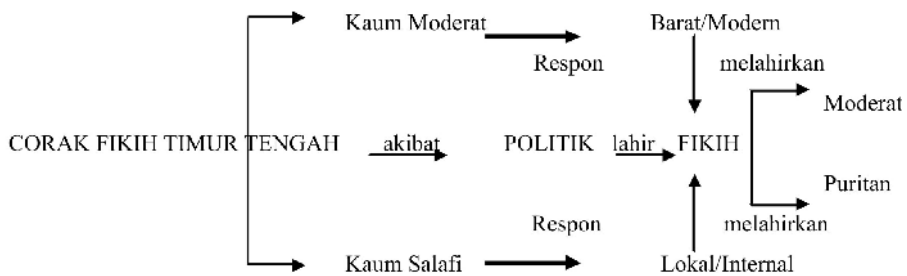 Kaum Moderat Barat/Modern
Respon melahirkan
Moderat
CORAK FIKIH TIMUR TENGAH akibat POLITIK lahir FIKIH
Puritan
Respon melahirkan
Kaum Salafi Lokal/Internal